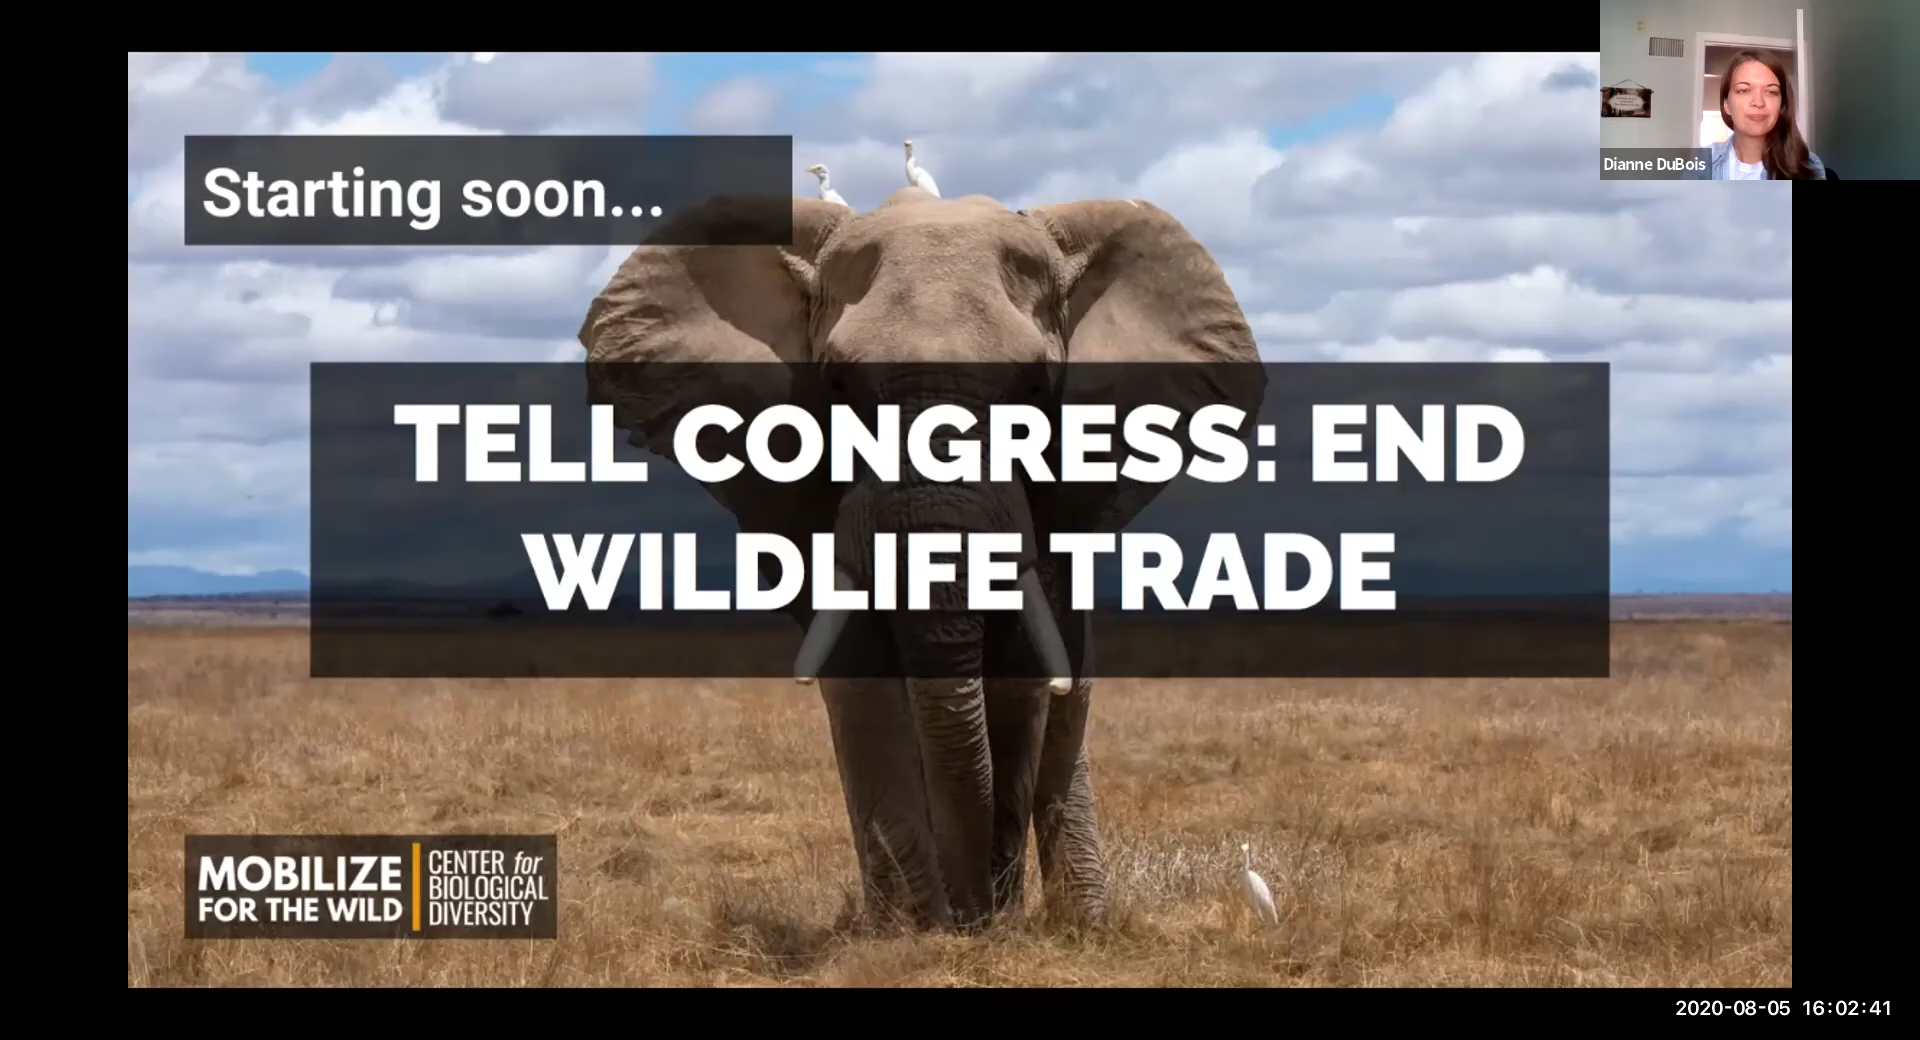 Starting soon...
Dianne DuBois
TELL CONGRESS: END
WILDLIFE TRADE
MOBILIZE
FOR THE WILD
CENTER for
BIOLOGICAL
DIVERSITY
2020-08-05 16:02:41